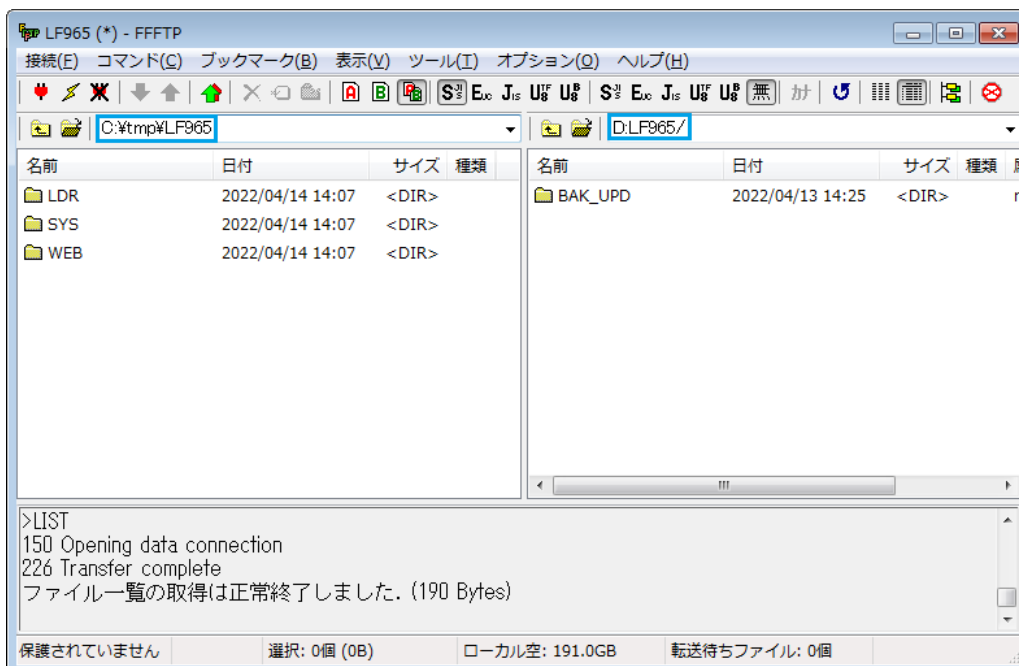 LF965 (*) - FFFTP
接続(F) コマンド(C) ブックマーク(B) 表示(V) ツール(T) オプション(O) ヘルプ(H)
C:¥tmp¥LF965
D:LF965/
名前 日付 サイズ 種類
LDR 2022/04/14 14:07 <DIR>
SYS 2022/04/14 14:07 <DIR>
WEB 2022/04/14 14:07 <DIR>
名前 日付 サイズ 種類
BAK_UPD 2022/04/13 14:25 <DIR>
>LIST
150 Opening data connection
226 Transfer complete
ファイル一覧の取得は正常終了しました. (190 Bytes)
保護されていません 選択: 0個 (0B) ローカル空: 191.0GB 転送待ちファイル: 0個